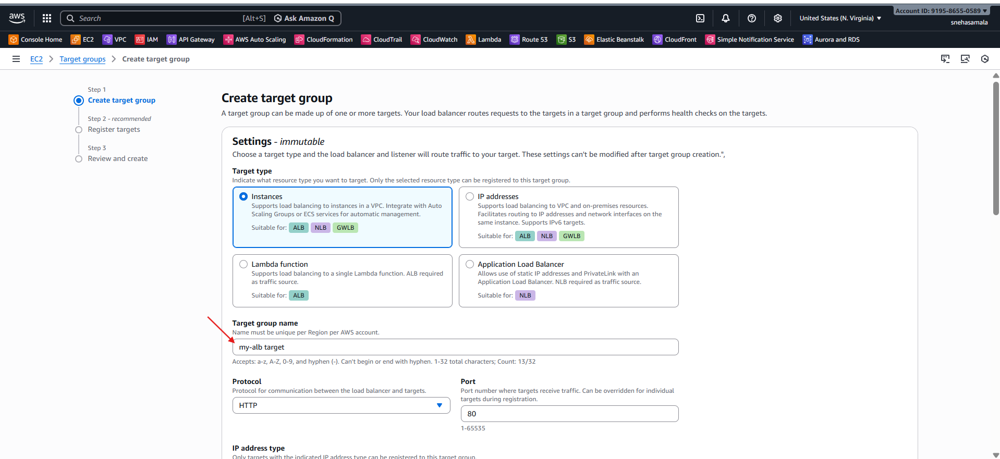 Account ID: 9195-8655-0589
aws Search [Alt+S] Ask Amazon Q United States (N. Virginia) snehasamala
Console Home EC2 VPC IAM API Gateway AWS Auto Scaling CloudFormation CloudTrail CloudWatch Lambda Route 53 S3 Elastic Beanstalk CloudFront Simple Notification Service Aurora and RDS
EC2 Target groups Create target group
Step 1
Create target group
Step 2 - recommended
Register targets
Step 3
Review and create
Create target group
A target group can be made up of one or more targets. Your load balancer routes requests to the targets in a target group and performs health checks on the targets.
Settings - immutable
Choose a target type and the load balancer and listener will route traffic to your target. These settings can't be modified after target group creation.",
Target type
Indicate what resource type you want to target. Only the selected resource type can be registered to this target group.
Instances
Supports load balancing to instances in a VPC. Integrate with Auto
Scaling Groups or ECS services for automatic management.
Suitable for: ALB NLB GWLB
IP addresses
Supports load balancing to VPC and on-premises resources.
Facilitates routing to IP addresses and network interfaces on the
same instance. Supports IPv6 targets.
Suitable for: ALB NLB GWLB
Lambda function
Supports load balancing to a single Lambda function. ALB required
as traffic source.
Suitable for: ALB
Application Load Balancer
Allows use of static IP addresses and PrivateLink with an
Application Load Balancer. NLB required as traffic source.
Suitable for: NLB
Target group name
Name must be unique per Region per AWS account.
my-alb target
Accepts: a-z, A-Z, 0-9, and hyphen (-). Can't begin or end with hyphen. 1-32 total characters; Count: 13/32
Protocol
Protocol for communication between the load balancer and targets.
HTTP
Port
Port number where targets receive traffic. Can be overridden for individual
targets during registration.
80
1-65535
IP address type
Only targets with the indicated IP address type can be registered to this target group.